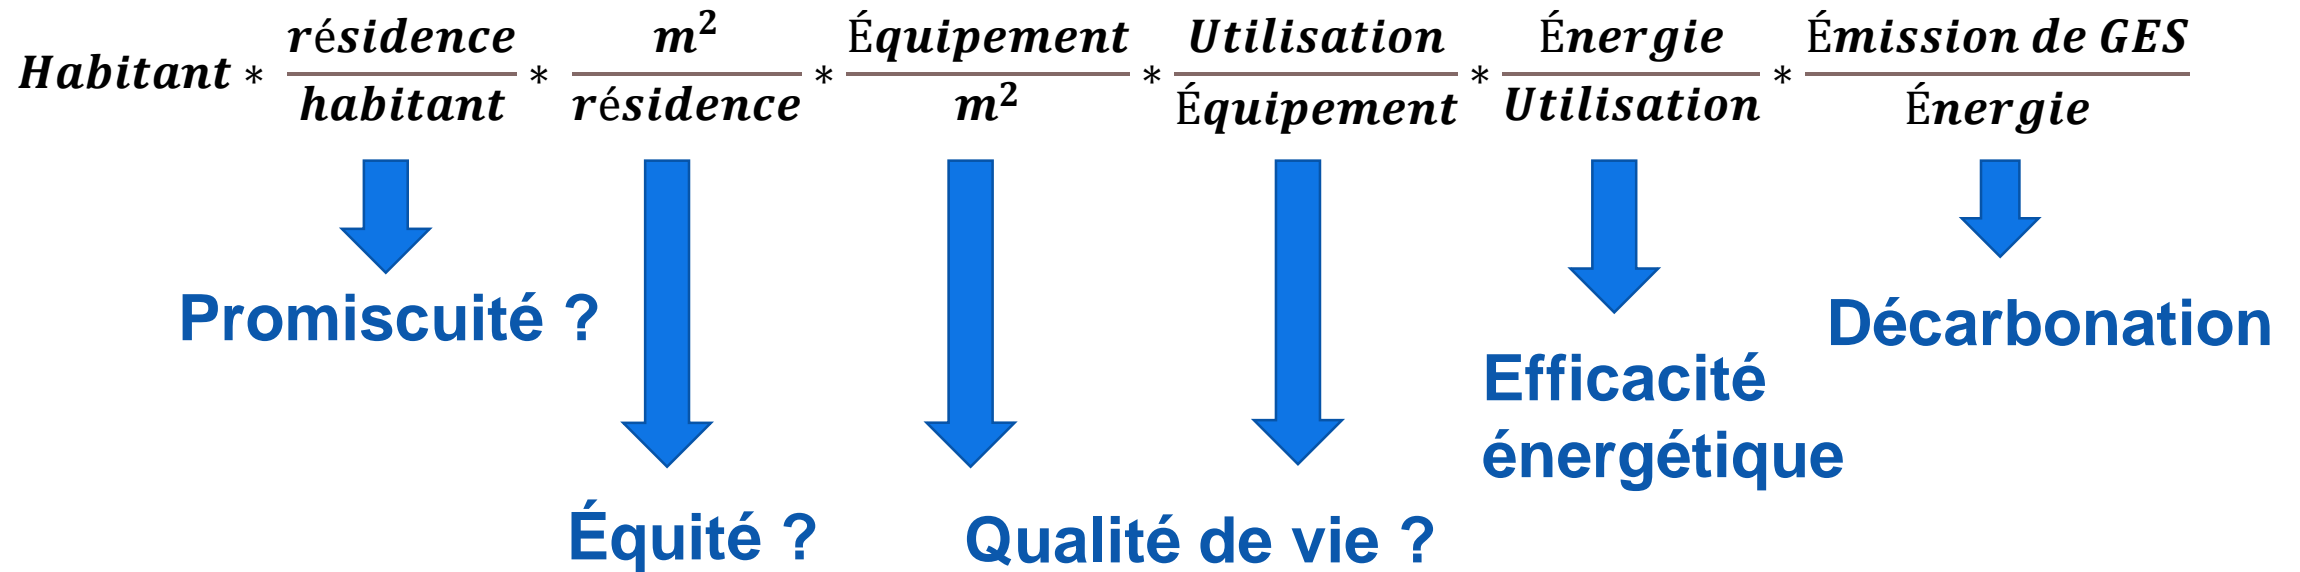 Habitant * résidence/habitant * m²/résidence * Équipement/m² * Utilisation/Équipement * Énergie/Utilisation * Émission de GES/Énergie
Promiscuité ?
Décarbonation
Efficacité
énergétique
Équité ?
Qualité de vie ?